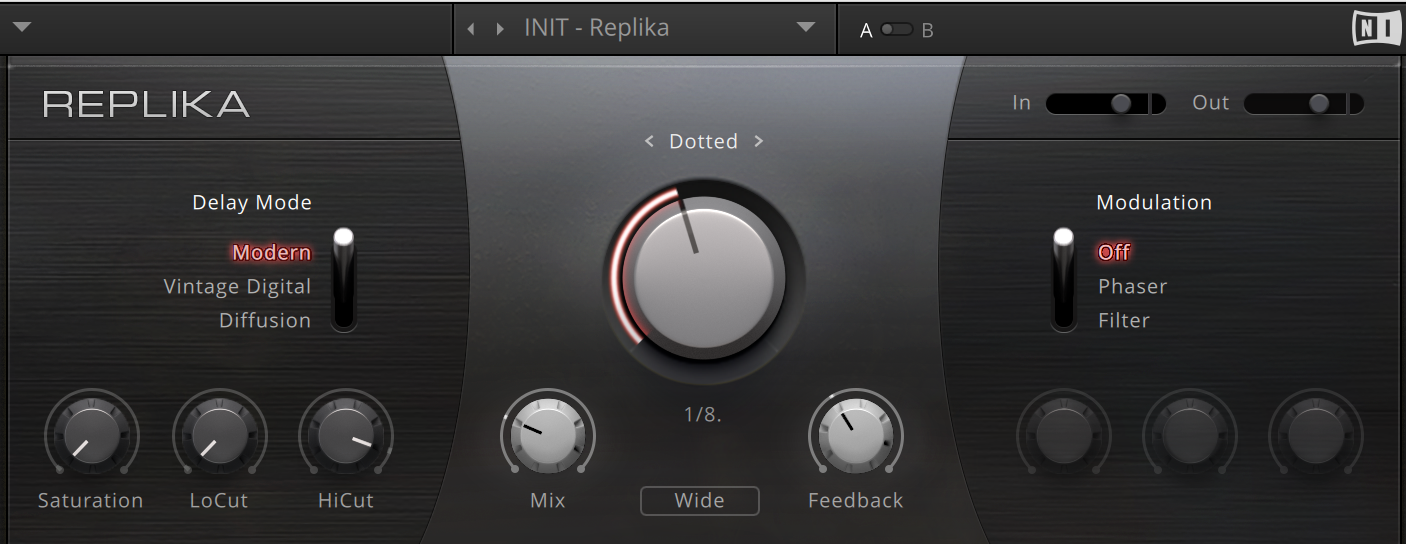 INIT - Replika
A B
NI
REPLIKA
In Out
< Dotted >
Delay Mode
Modern
Vintage Digital
Diffusion
Modulation
Off
Phaser
Filter
1/8.
Saturation LoCut HiCut Mix Wide Feedback